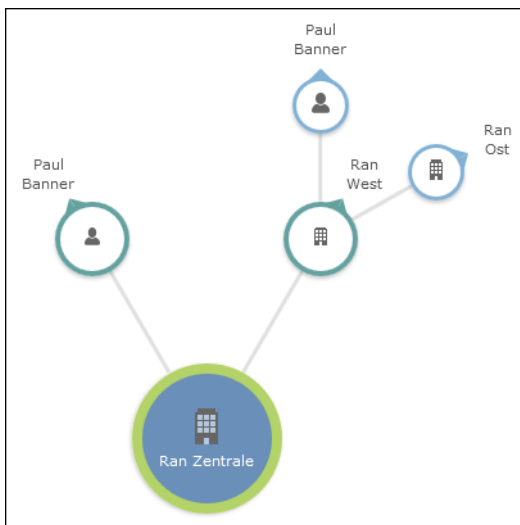 Paul
Banner
Ran
Ost
Paul
Banner
Ran
West
Ran Zentrale